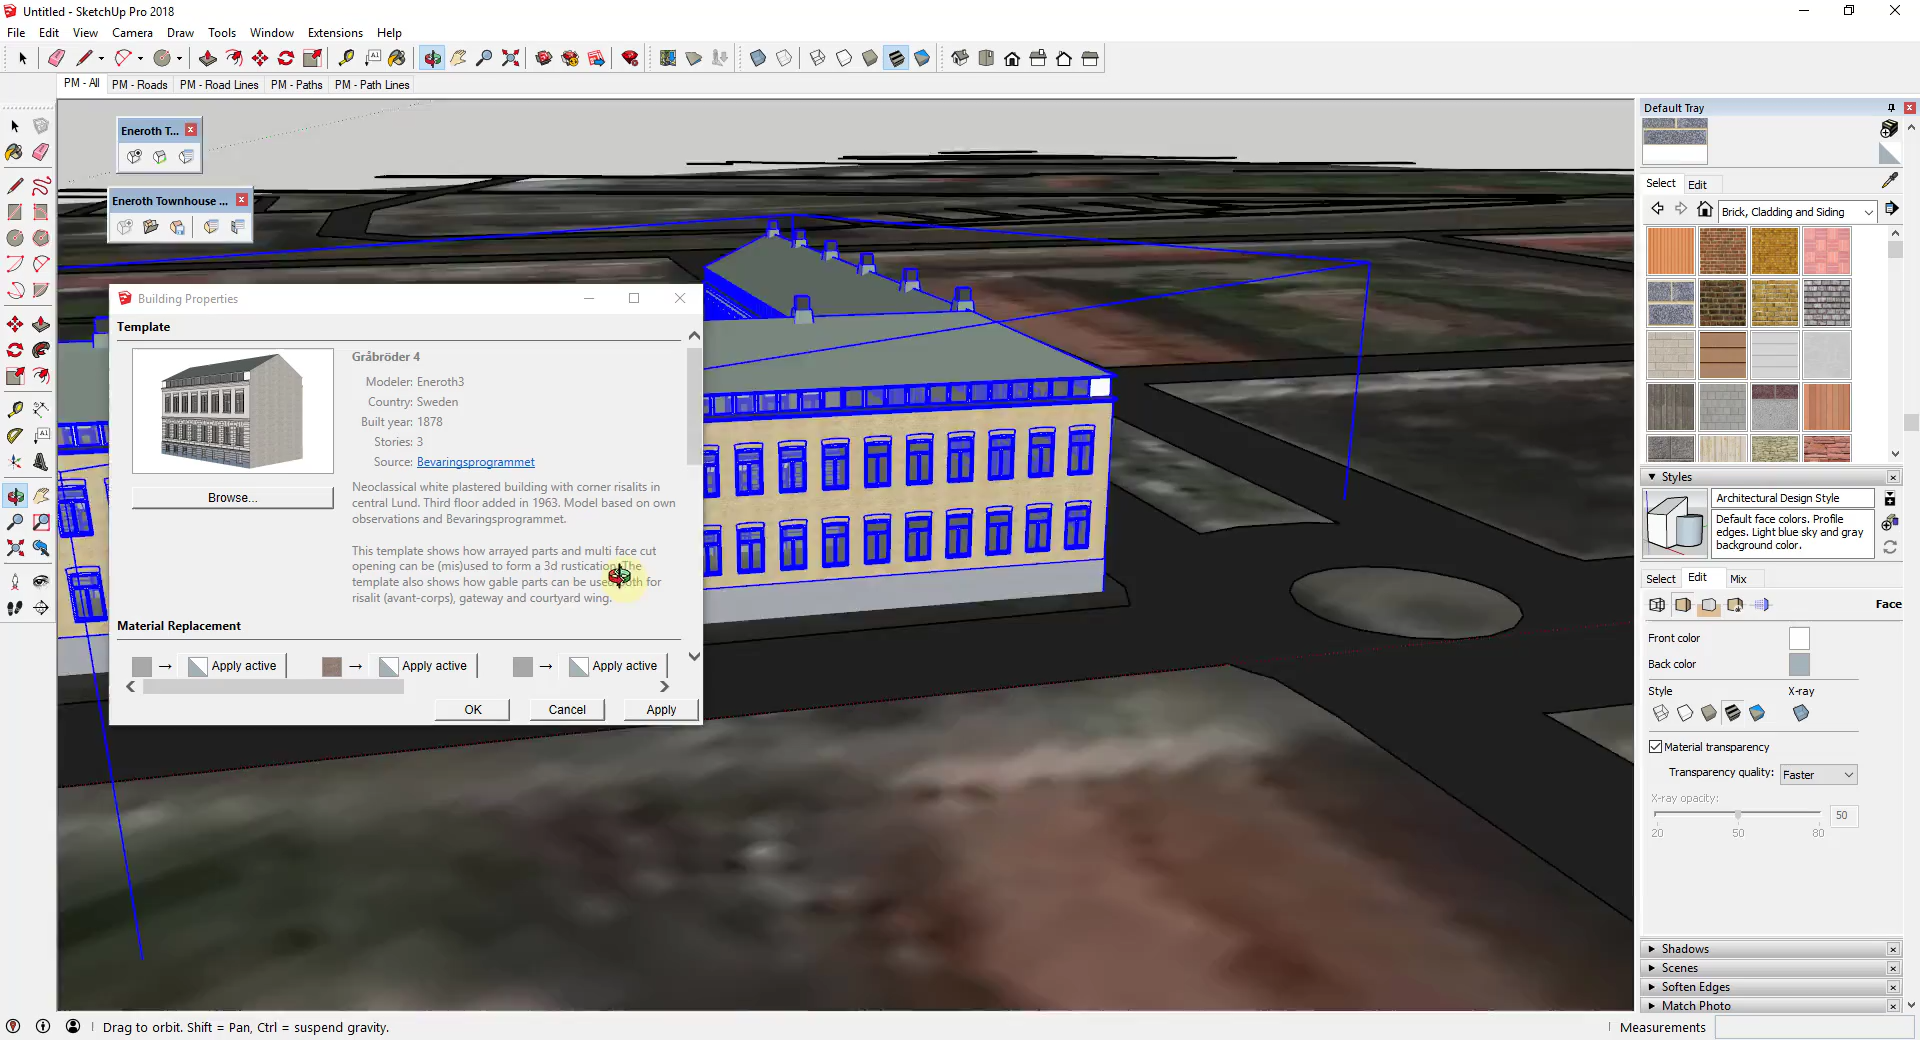 Untitled - SketchUp Pro 2018
File Edit View Camera Draw Tools Window Extensions Help
PM - All PM - Roads PM - Road Lines PM - Paths PM - Path Lines
Eneroth T...
Eneroth Townhouse ...
Building Properties
Template
Gråbröder 4
Modeler: Eneroth3
Country: Sweden
Built year: 1878
Stories: 3
Source: Bevaringsprogrammet
Browse...
Neoclassical white plastered building with corner risalits in
central Lund. Third floor added in 1963. Model based on own
observations and Bevaringsprogrammet.
This template shows how arrayed parts and multi face cut
opening can be (mis)used to form a 3d rustication. The
template also shows how gable parts can be used both for
risalit (avant-corps), gateway and courtyard wing.
Material Replacement
Apply active Apply active Apply active
OK Cancel Apply
Default Tray
Select Edit
Brick, Cladding and Siding
Styles
Architectural Design Style
Default face colors. Profile
edges. Light blue sky and gray
background color.
Select Edit Mix
Face
Front color
Back color
Style X-ray
Material transparency
Transparency quality: Faster
X-ray opacity:
50
20 50 80
Shadows
Scenes
Soften Edges
Match Photo
Drag to orbit. Shift = Pan, Ctrl = suspend gravity.
Measurements